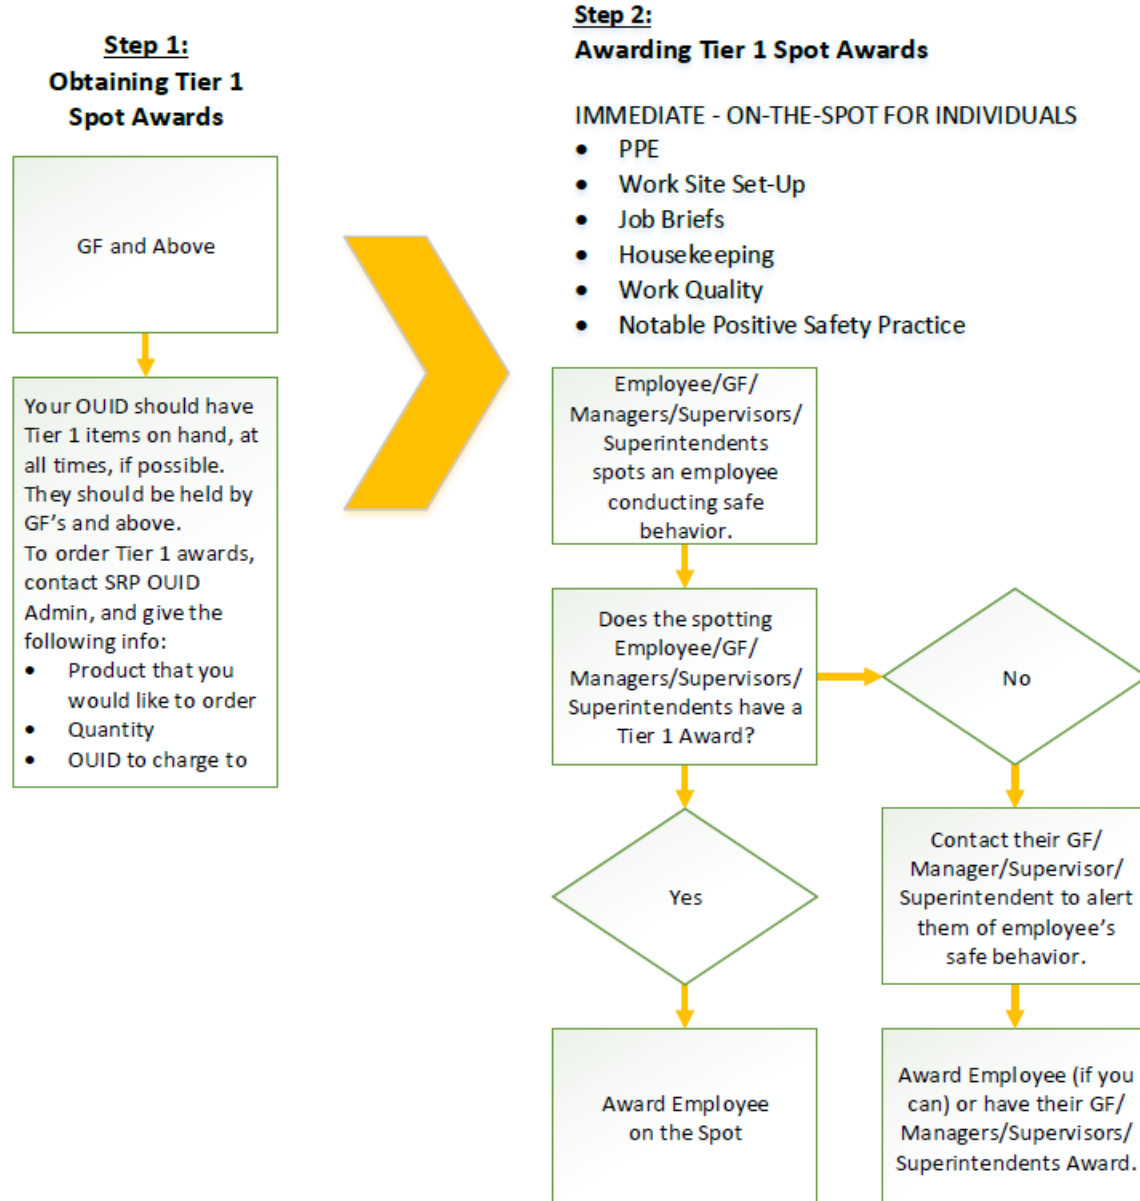 Step 1:
Obtaining Tier 1
Spot Awards
GF and Above
Your OUID should have
Tier 1 items on hand, at
all times, if possible.
They should be held by
GF's and above.
To order Tier 1 awards,
contact SRP OUID
Admin, and give the
following info:
• Product that you
would like to order
• Quantity
• OUID to charge to
Step 2:
Awarding Tier 1 Spot Awards
IMMEDIATE - ON-THE-SPOT FOR INDIVIDUALS
• PPE
• Work Site Set-Up
• Job Briefs
• Housekeeping
• Work Quality
• Notable Positive Safety Practice
Employee/GF/
Managers/Supervisors/
Superintendents
spots an employee
conducting safe
behavior.
Does the spotting
Employee/GF/
Managers/Supervisors/
Superintendents have a
Tier 1 Award?
No
Yes
Contact their GF/
Manager/Supervisor/
Superintendent to alert
them of employee's
safe behavior.
Award Employee
on the Spot
Award Employee (if you
can) or have their GF/
Managers/Supervisors/
Superintendents Award.